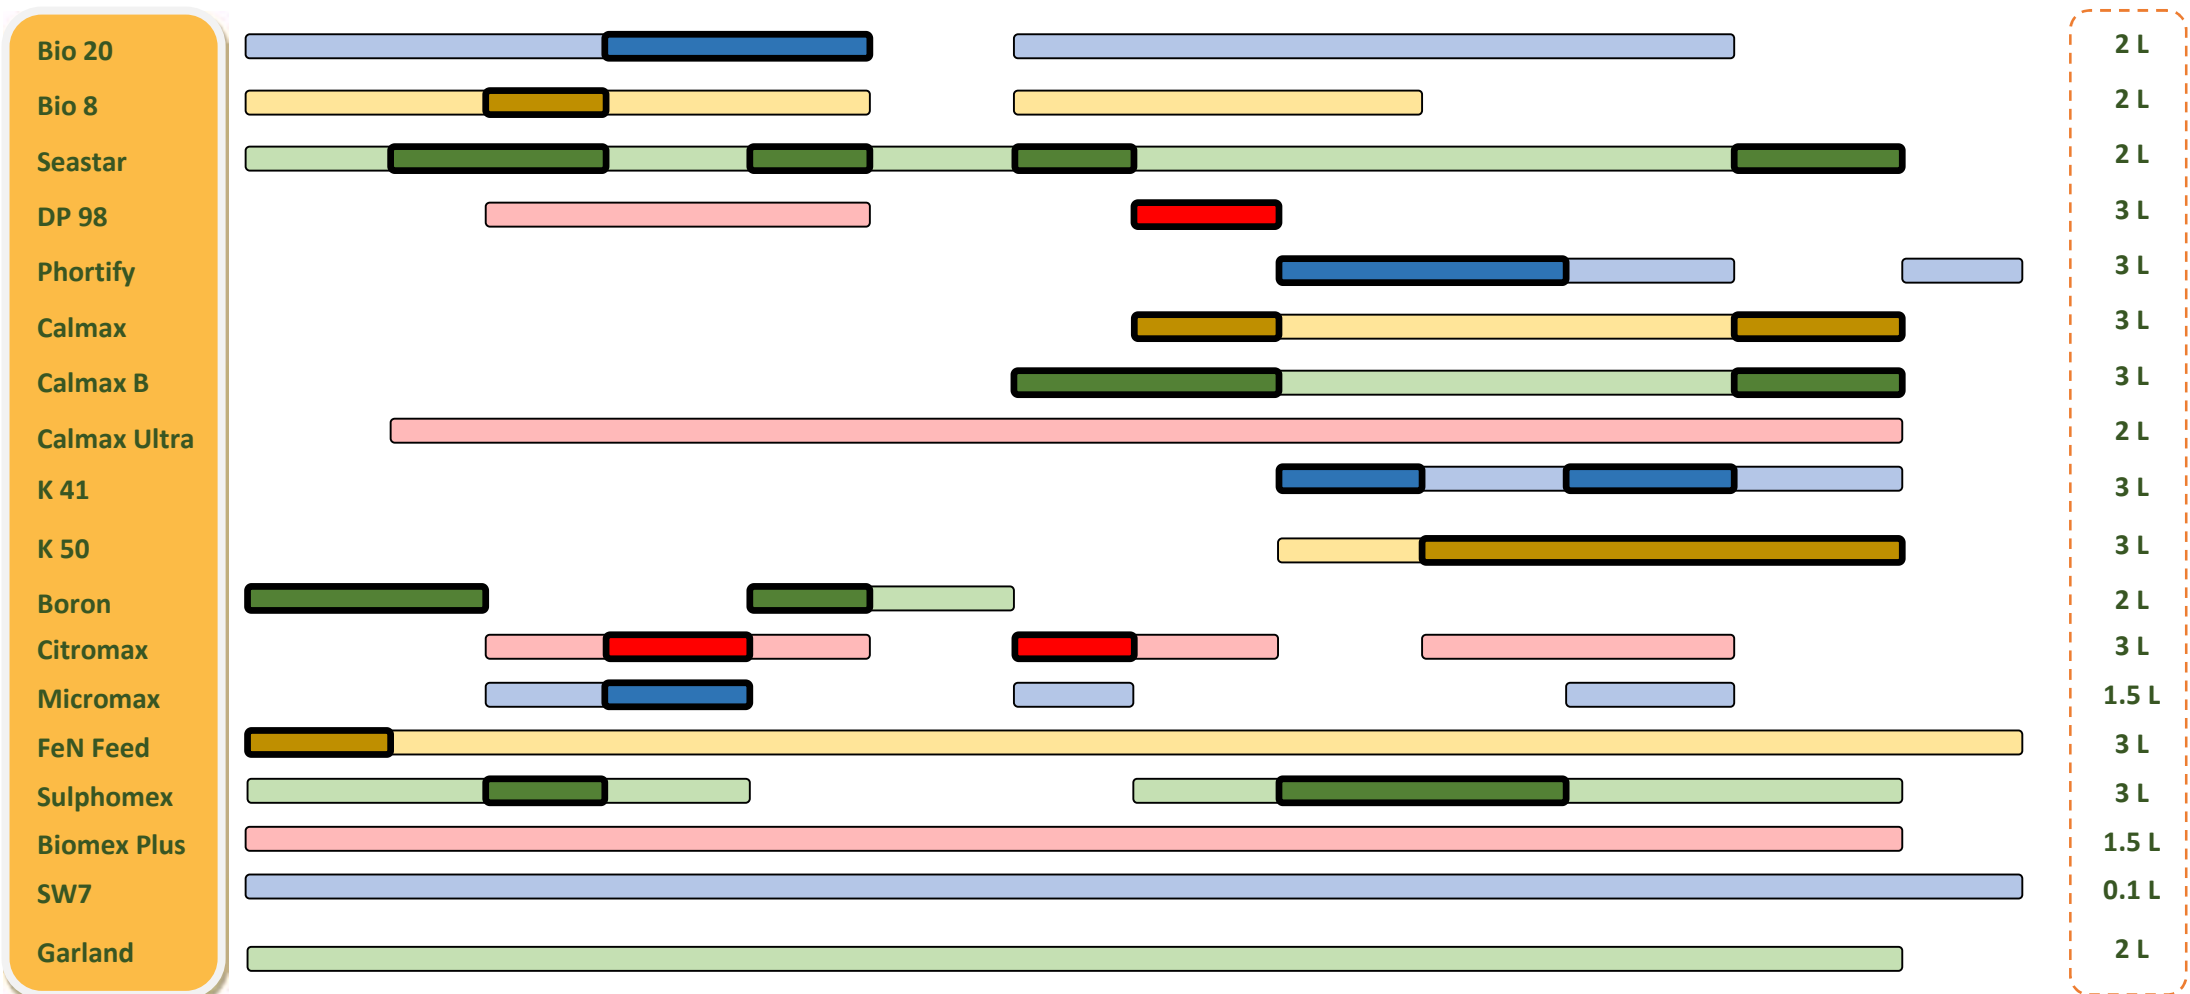 Bio 20 2 L
Bio 8 2 L
Seastar 2 L
DP 98 3 L
Phortify 3 L
Calmax 3 L
Calmax B 3 L
Calmax Ultra 2 L
K 41 3 L
K 50 3 L
Boron 2 L
Citromax 3 L
Micromax 1.5 L
FeN Feed 3 L
Sulphomex 3 L
Biomex Plus 1.5 L
SW7 0.1 L
Garland 2 L